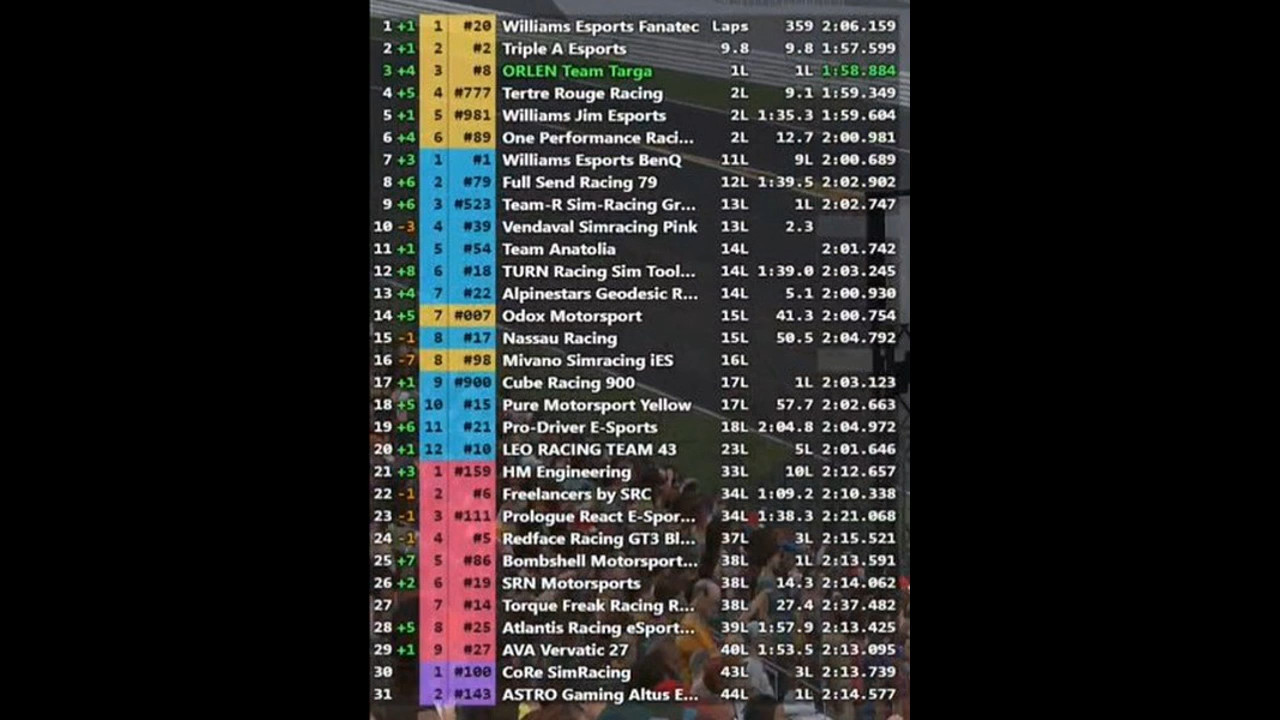 1 +1 1 #20 Williams Esports Fanatec Laps 359 2:06.159
2 +1 2 #2 Triple A Esports 9.8 9.8 1:57.599
3 +4 3 #8 ORLEN Team Targa 1L 1L 1:58.884
4 +5 4 #777 Tertre Rouge Racing 2L 9.1 1:59.349
5 +1 5 #981 Williams Jim Esports 2L 1:35.3 1:59.604
6 +4 6 #89 One Performance Raci... 2L 12.7 2:00.981
7 +3 1 #1 Williams Esports BenQ 11L 9L 2:00.689
8 +6 2 #79 Full Send Racing 79 12L 1:39.5 2:02.902
9 +6 3 #523 Team-R Sim-Racing Gr... 13L 1L 2:02.747
10 -3 4 #39 Vendaval Simracing Pink 13L 2.3
11 +1 5 #54 Team Anatolia 14L 2:01.742
12 +8 6 #18 TURN Racing Sim Tool... 14L 1:39.0 2:03.245
13 +4 7 #22 Alpinestars Geodesic R... 14L 5.1 2:00.930
14 +5 7 #007 Odox Motorsport 15L 41.3 2:00.754
15 -1 8 #17 Nassau Racing 15L 50.5 2:04.792
16 -7 8 #98 Mivano Simracing iES 16L
17 +1 9 #900 Cube Racing 900 17L 1L 2:03.123
18 +5 10 #15 Pure Motorsport Yellow 17L 57.7 2:02.663
19 +6 11 #21 Pro-Driver E-Sports 18L 2:04.8 2:04.972
20 +1 12 #10 LEO RACING TEAM 43 23L 5L 2:01.646
21 +3 1 #159 HM Engineering 33L 10L 2:12.657
22 -1 2 #6 Freelancers by SRC 34L 1:09.2 2:10.338
23 -1 3 #111 Prologue React E-Spor... 34L 1:38.3 2:21.068
24 -1 4 #5 Redface Racing GT3 Bl... 37L 3L 2:15.521
25 +7 5 #86 Bombshell Motorsport... 38L 1L 2:13.591
26 +2 6 #19 SRN Motorsports 38L 14.3 2:14.062
27 7 #14 Torque Freak Racing R... 38L 27.4 2:37.482
28 +5 8 #25 Atlantis Racing eSport... 39L 1:57.9 2:13.425
29 +1 9 #27 AVA Vervatic 27 40L 1:53.5 2:13.095
30 1 #100 CoRe SimRacing 43L 3L 2:13.739
31 2 #143 ASTRO Gaming Altus E... 44L 1L 2:14.577